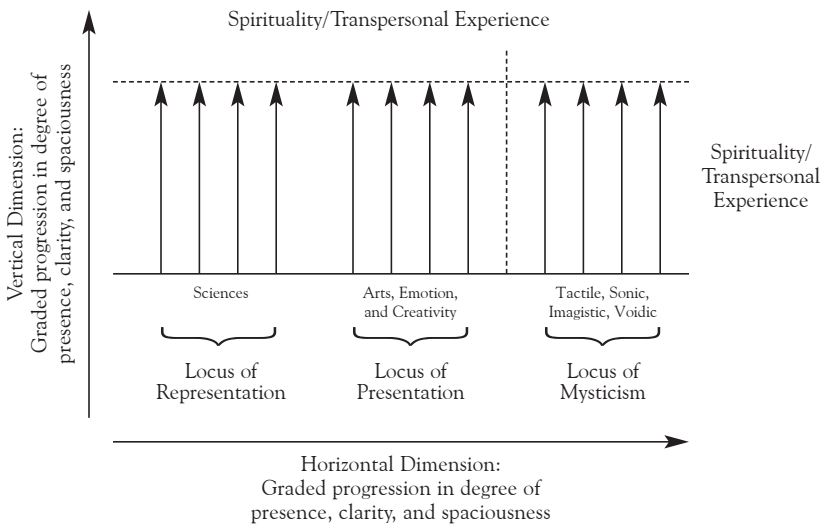 Spirituality/Transpersonal Experience
Vertical Dimension:
Graded progression in degree of
presence, clarity, and spaciousness
Spirituality/
Transpersonal
Experience
Sciences
Arts, Emotion,
and Creativity
Tactile, Sonic,
Imagistic, Voidic
Locus of
Representation
Locus of
Presentation
Locus of
Mysticism
Horizontal Dimension:
Graded progression in degree of
presence, clarity, and spaciousness